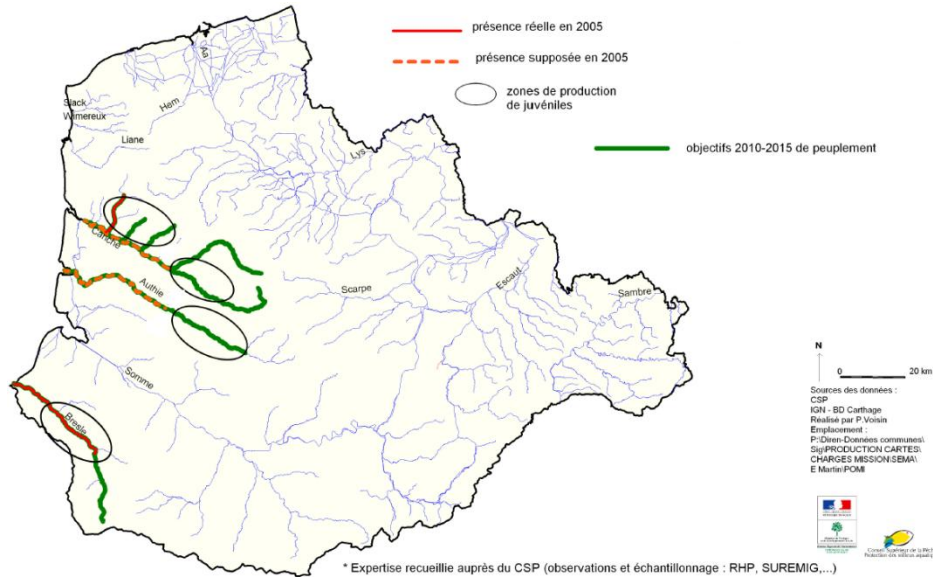 présence réelle en 2005
présence supposée en 2005
zones de production
de juvéniles
objectifs 2010-2015 de peuplement
Aa
Hem
Slack
Wimereux
Liane
Lys
Canche
Authie
Scarpe
Escaut
Sambre
Somme
Bresle
N
0 20 km
Sources des données :
CSP
IGN - BD Carthage
Réalisé par P.Voisin
Emplacement :
P:\Diren-Données communes\
Sig\PRODUCTION CARTES\
CHARGES MISSION\SEMA\
E Martin\POMI
Conseil Supérieur de la Pêche
* Expertise recueillie auprès du CSP (observations et échantillonnage : RHP, SUREMIG,...)